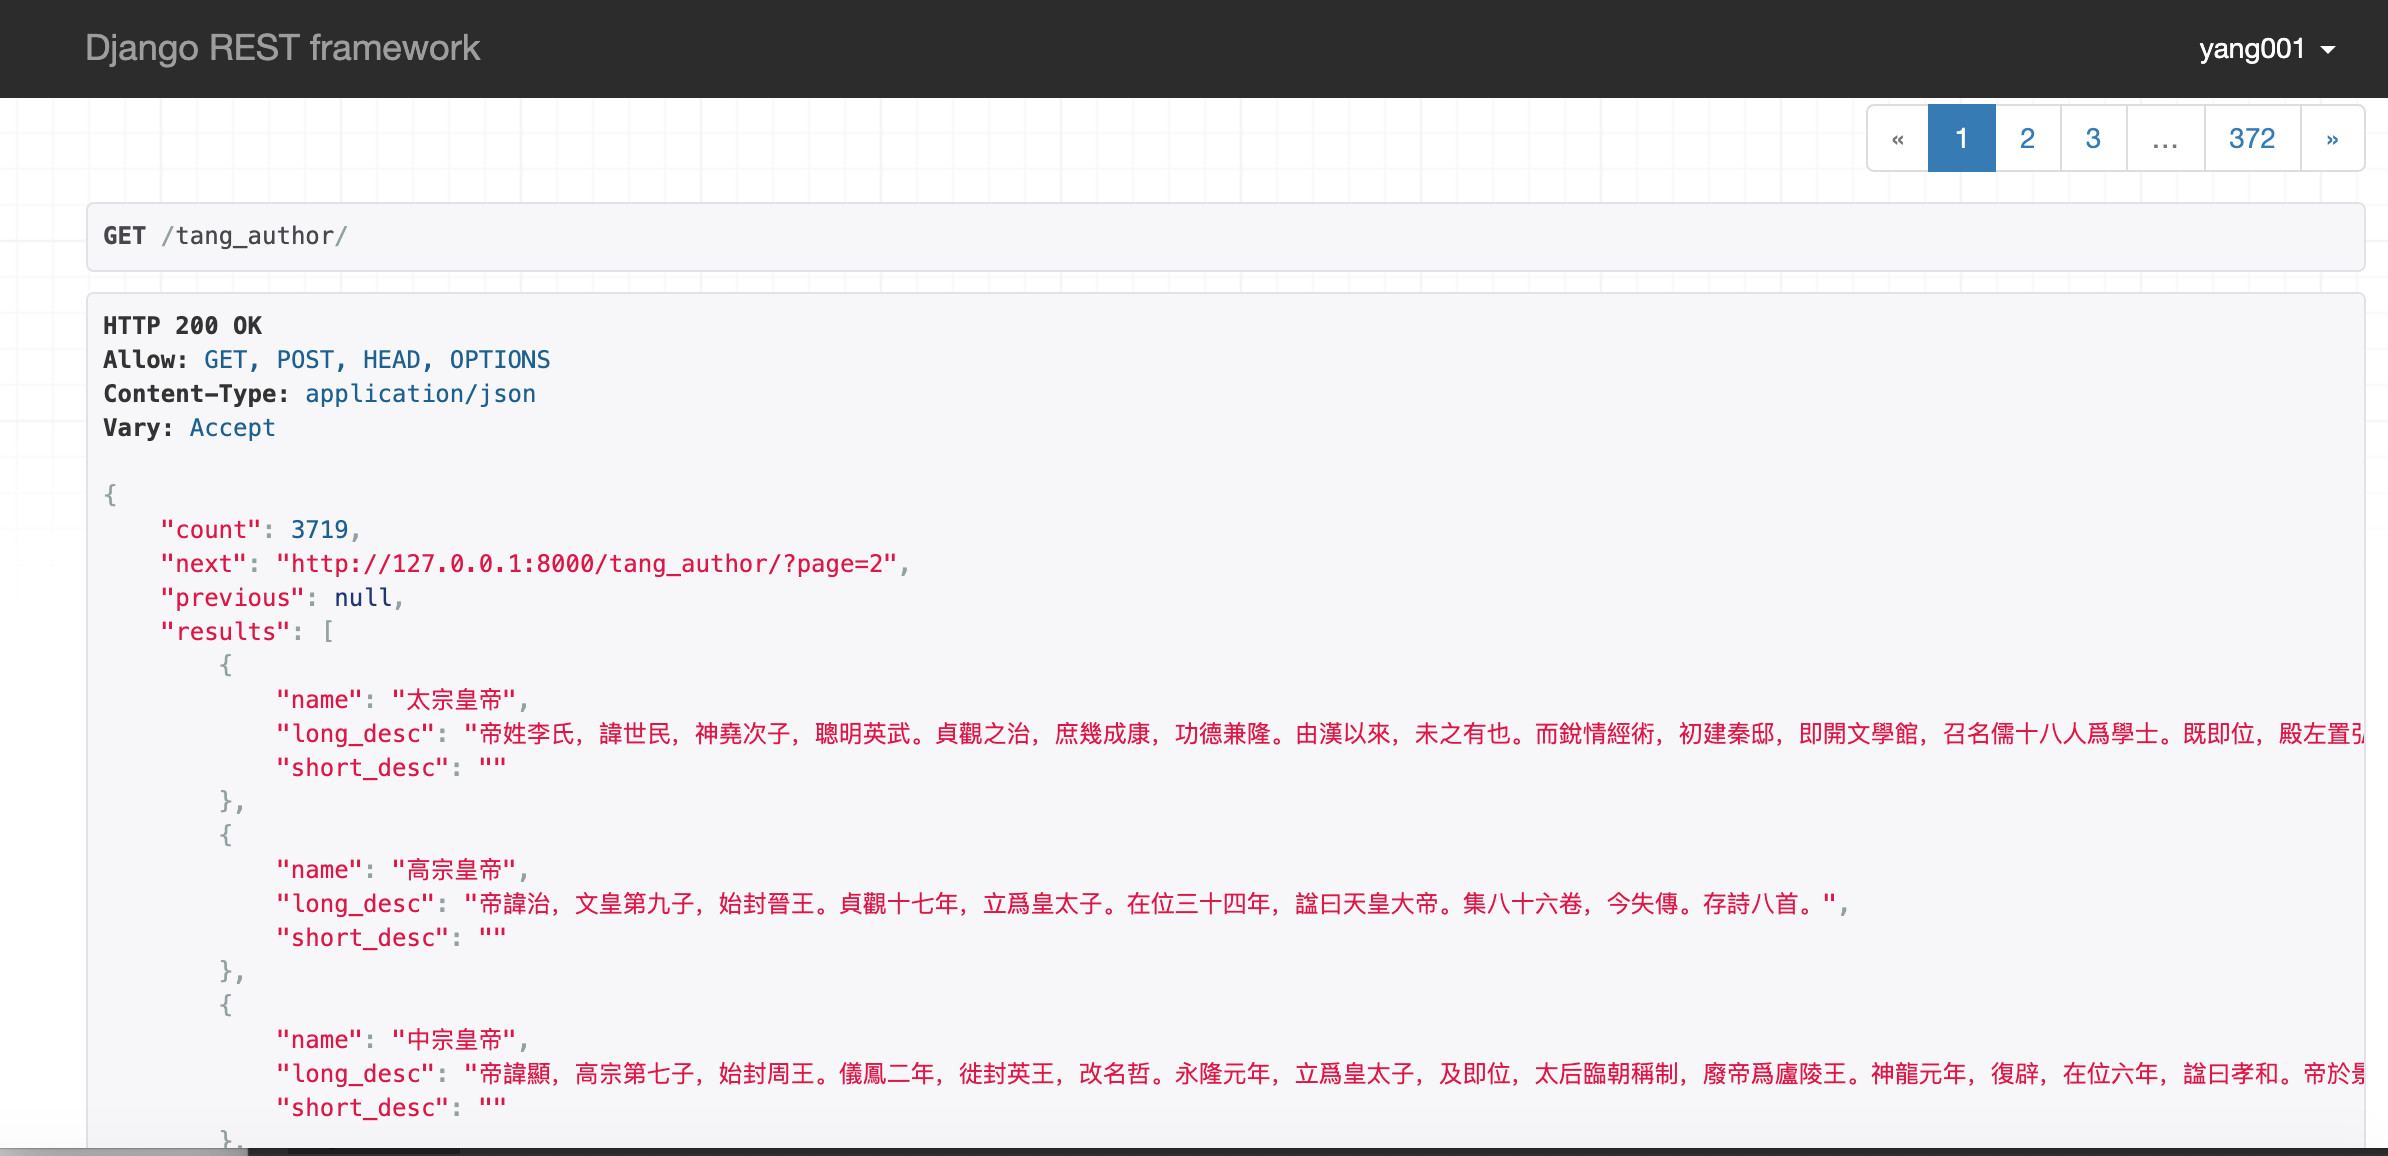 Django REST framework
yang001
« 1 2 3 … 372 »
GET /tang_author/
HTTP 200 OK
Allow: GET, POST, HEAD, OPTIONS
Content-Type: application/json
Vary: Accept
{
"count": 3719,
"next": "http://127.0.0.1:8000/tang_author/?page=2",
"previous": null,
"results": [
{
"name": "太宗皇帝",
"long_desc": "帝姓李氏，諱世民，神堯次子，聰明英武。貞觀之治，庶幾成康，功德兼隆。由漢以來，未之有也。而銳情經術，初建秦邸，即開文學館，召名儒十八人爲學士。既即位，殿左置弘
"short_desc": ""
},
{
"name": "高宗皇帝",
"long_desc": "帝諱治，文皇第九子，始封晉王。貞觀十七年，立爲皇太子。在位三十四年，諡曰天皇大帝。集八十六卷，今失傳。存詩八首。",
"short_desc": ""
},
{
"name": "中宗皇帝",
"long_desc": "帝諱顯，高宗第七子，始封周王。儀鳳二年，徙封英王，改名哲。永隆元年，立爲皇太子，及即位，太后臨朝稱制，廢帝爲廬陵王。神龍元年，復辟，在位六年，諡曰孝和。帝於景
"short_desc": ""
},